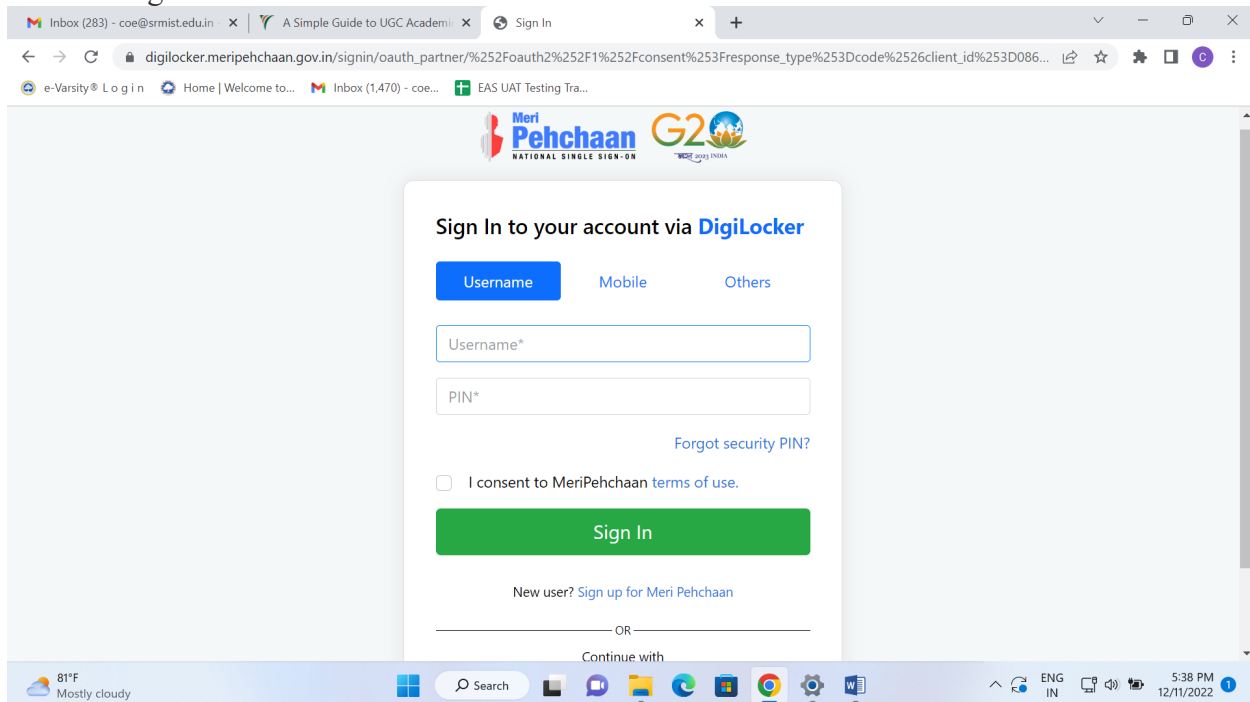 Inbox (283) - coe@srmist.edu.in -
A Simple Guide to UGC Academi
Sign In
digilocker.meripehchaan.gov.in/signin/oauth_partner/%252Foauth2%252F1%252Fconsent%253Fresponse_type%253Dcode%2526client_id%253D086...
C
e-Varsity® L o g i n
Home | Welcome to...
Inbox (1,470) - coe...
EAS UAT Testing Tra...
Meri
Pehchaan
NATIONAL SINGLE SIGN-ON
G2
भारत 2023 INDIA
Sign In to your account via DigiLocker
Username
Mobile
Others
Username*
PIN*
Forgot security PIN?
I consent to MeriPehchaan terms of use.
Sign In
New user? Sign up for Meri Pehchaan
OR
Continue with
81°F
Mostly cloudy
Search
ENG
IN
5:38 PM
12/11/2022
1